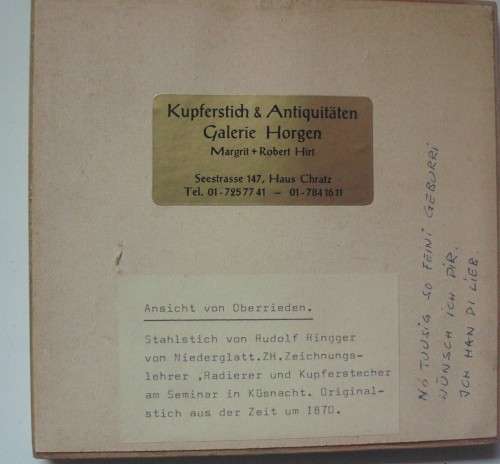 Kupferstich & Antiquitäten
Galerie Horgen
Margrit + Robert Hirt
Seestrasse 147, Haus Chratz
Tel. 01-725 77 41 – 01-784 16 11
Ansicht von Oberrieden.
Stahlstich von Rudolf Ringger
von Niederglatt.ZH.Zeichnungs-
lehrer ,Radierer und Kupferstecher
am Seminar in Küsnacht. Original-
stich aus der Zeit um 1870.
NO TUUSIG SO FEINI GEBURRI
WÜNSCH ICH DIR.
ICH HAN DI LIEB.